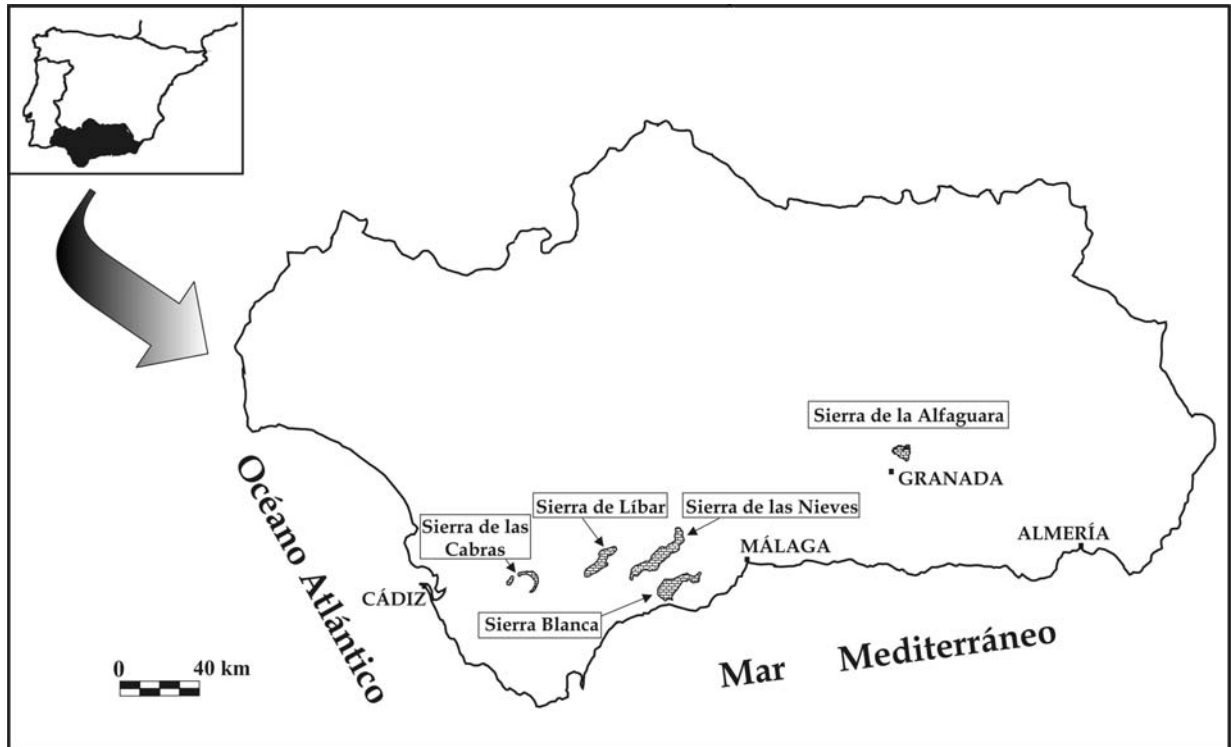 Sierra de la Alfaguara
GRANADA
Sierra de Líbar
Sierra de las Nieves
Sierra de las
Cabras
MÁLAGA
ALMERÍA
CÁDIZ
Sierra Blanca
Océano Atlántico
Mar Mediterráneo
0 40 km